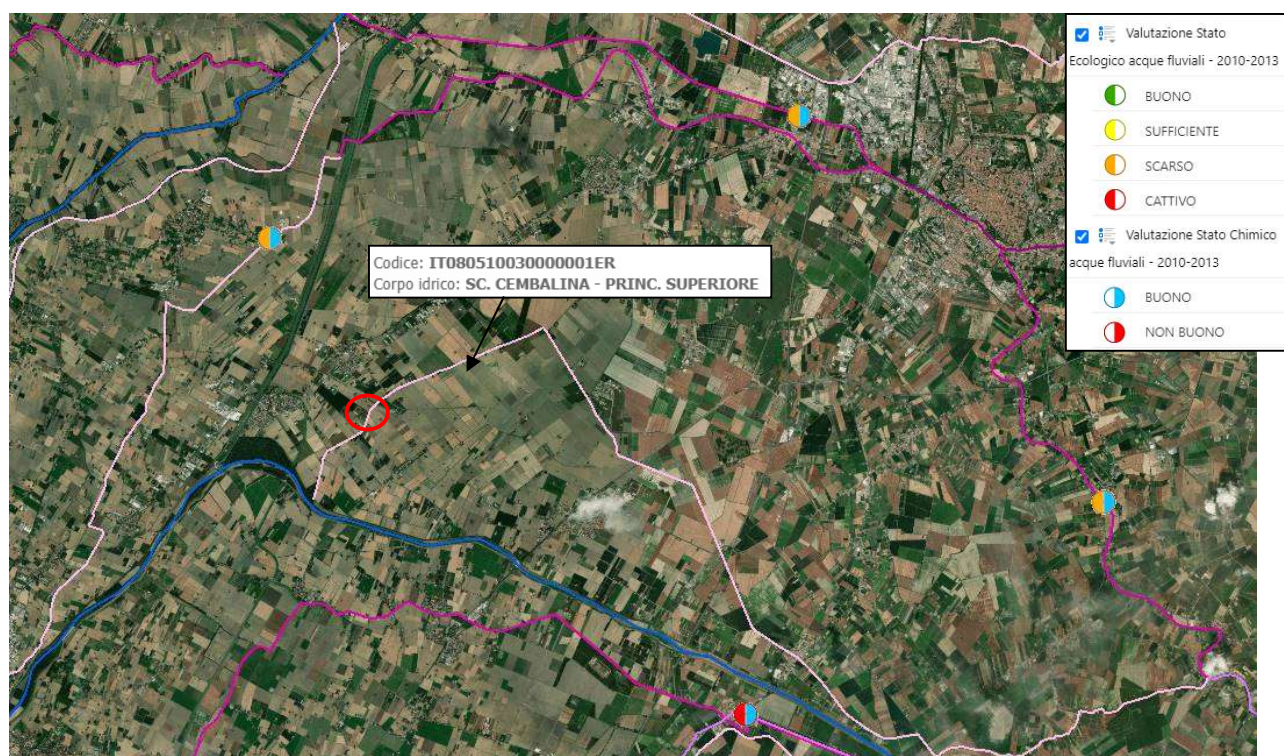 Codice: IT080510030000001ER
Corpo idrico: SC. CEMBALINA - PRINC. SUPERIORE
Valutazione Stato
Ecologico acque fluviali - 2010-2013
BUONO
SUFFICIENTE
SCARSO
CATTIVO
Valutazione Stato Chimico
acque fluviali - 2010-2013
BUONO
NON BUONO